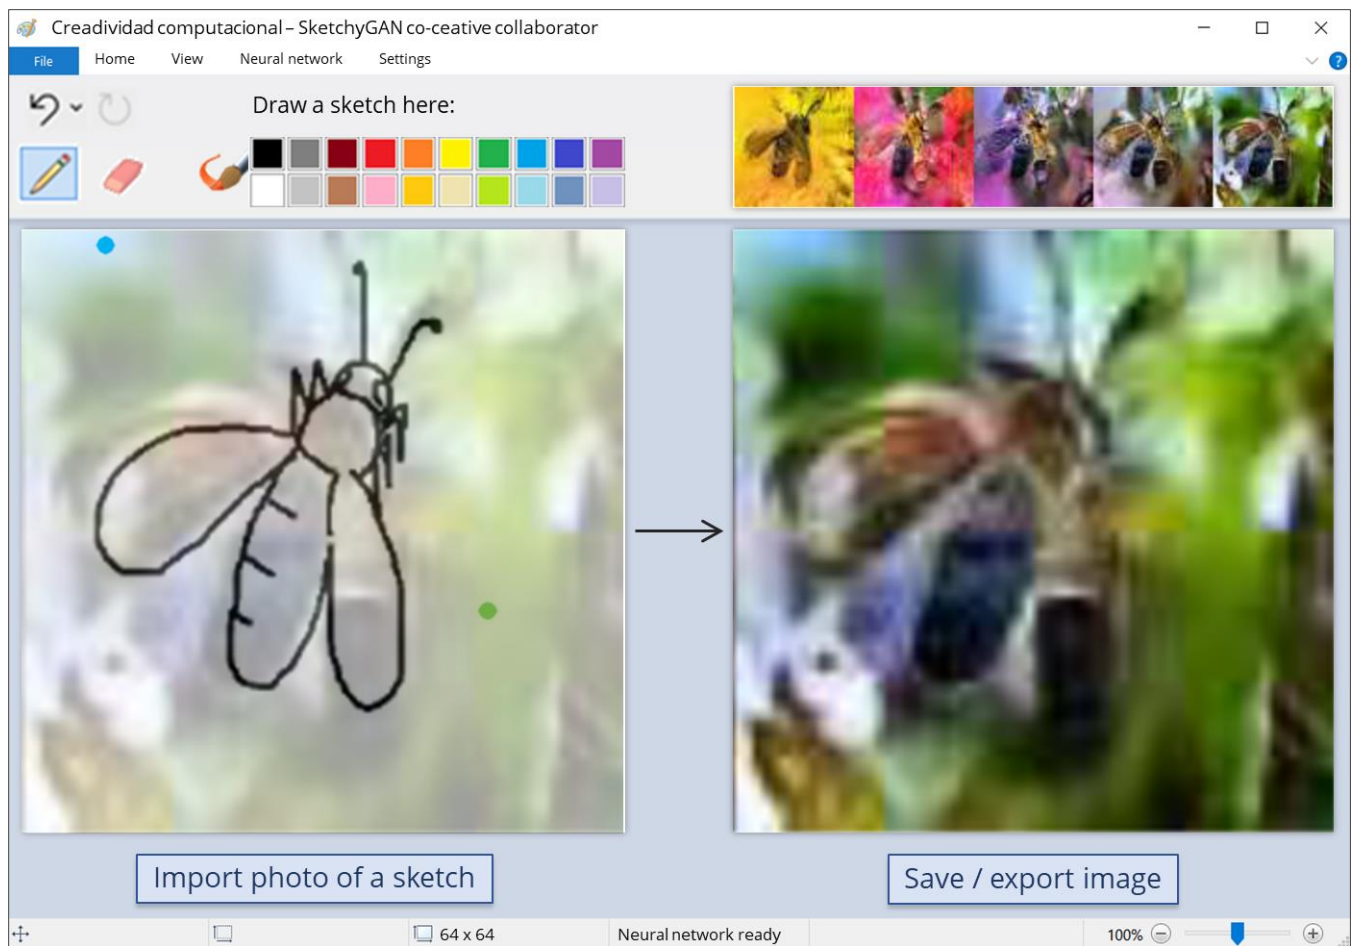 Creadividad computacional – SketchyGAN co-ceative collaborator
File Home View Neural network Settings
?
Draw a sketch here:
Import photo of a sketch
Save / export image
64 x 64 Neural network ready 100%